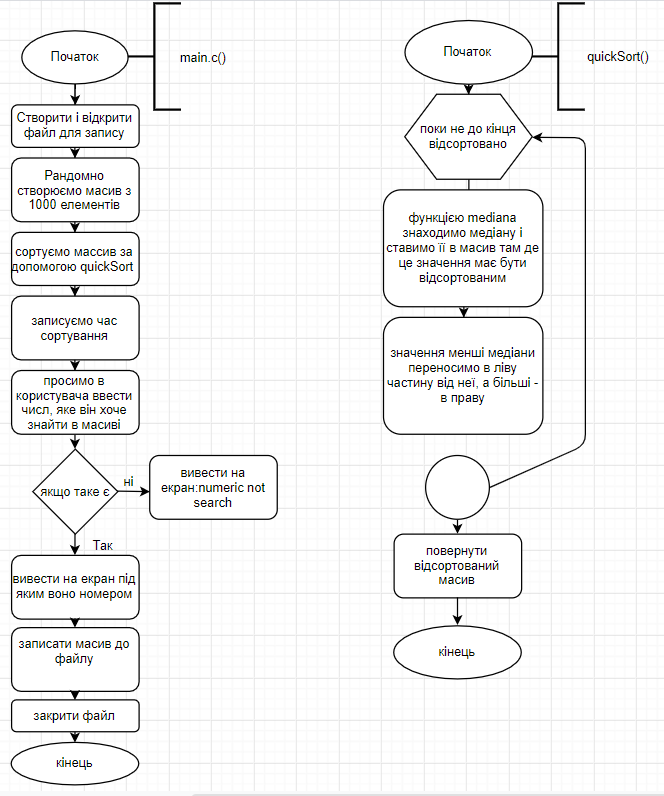 Початок
main.c()
Створити і відкрити
файл для запису
Рандомно
створюємо масив з
1000 елементів
сортуємо массив за
допомогою quickSort
записуємо час
сортування
просимо в
користувача ввести
числ, яке він хоче
знайти в масиві
якщо таке є
ні
вивести на
екран:numeric not
search
Так
вивести на экран під
яким воно номером
записати масив до
файлу
закрити файл
кінець
Початок
quickSort()
поки не до кінця
відсортовано
функцією mediana
знаходимо медіану і
ставимо її в масив там де
це значення має бути
відсортованим
значення менші медіани
переносимо в ліву
частину від неї, а більші -
в праву
повернути
відсортований
масив
кінець